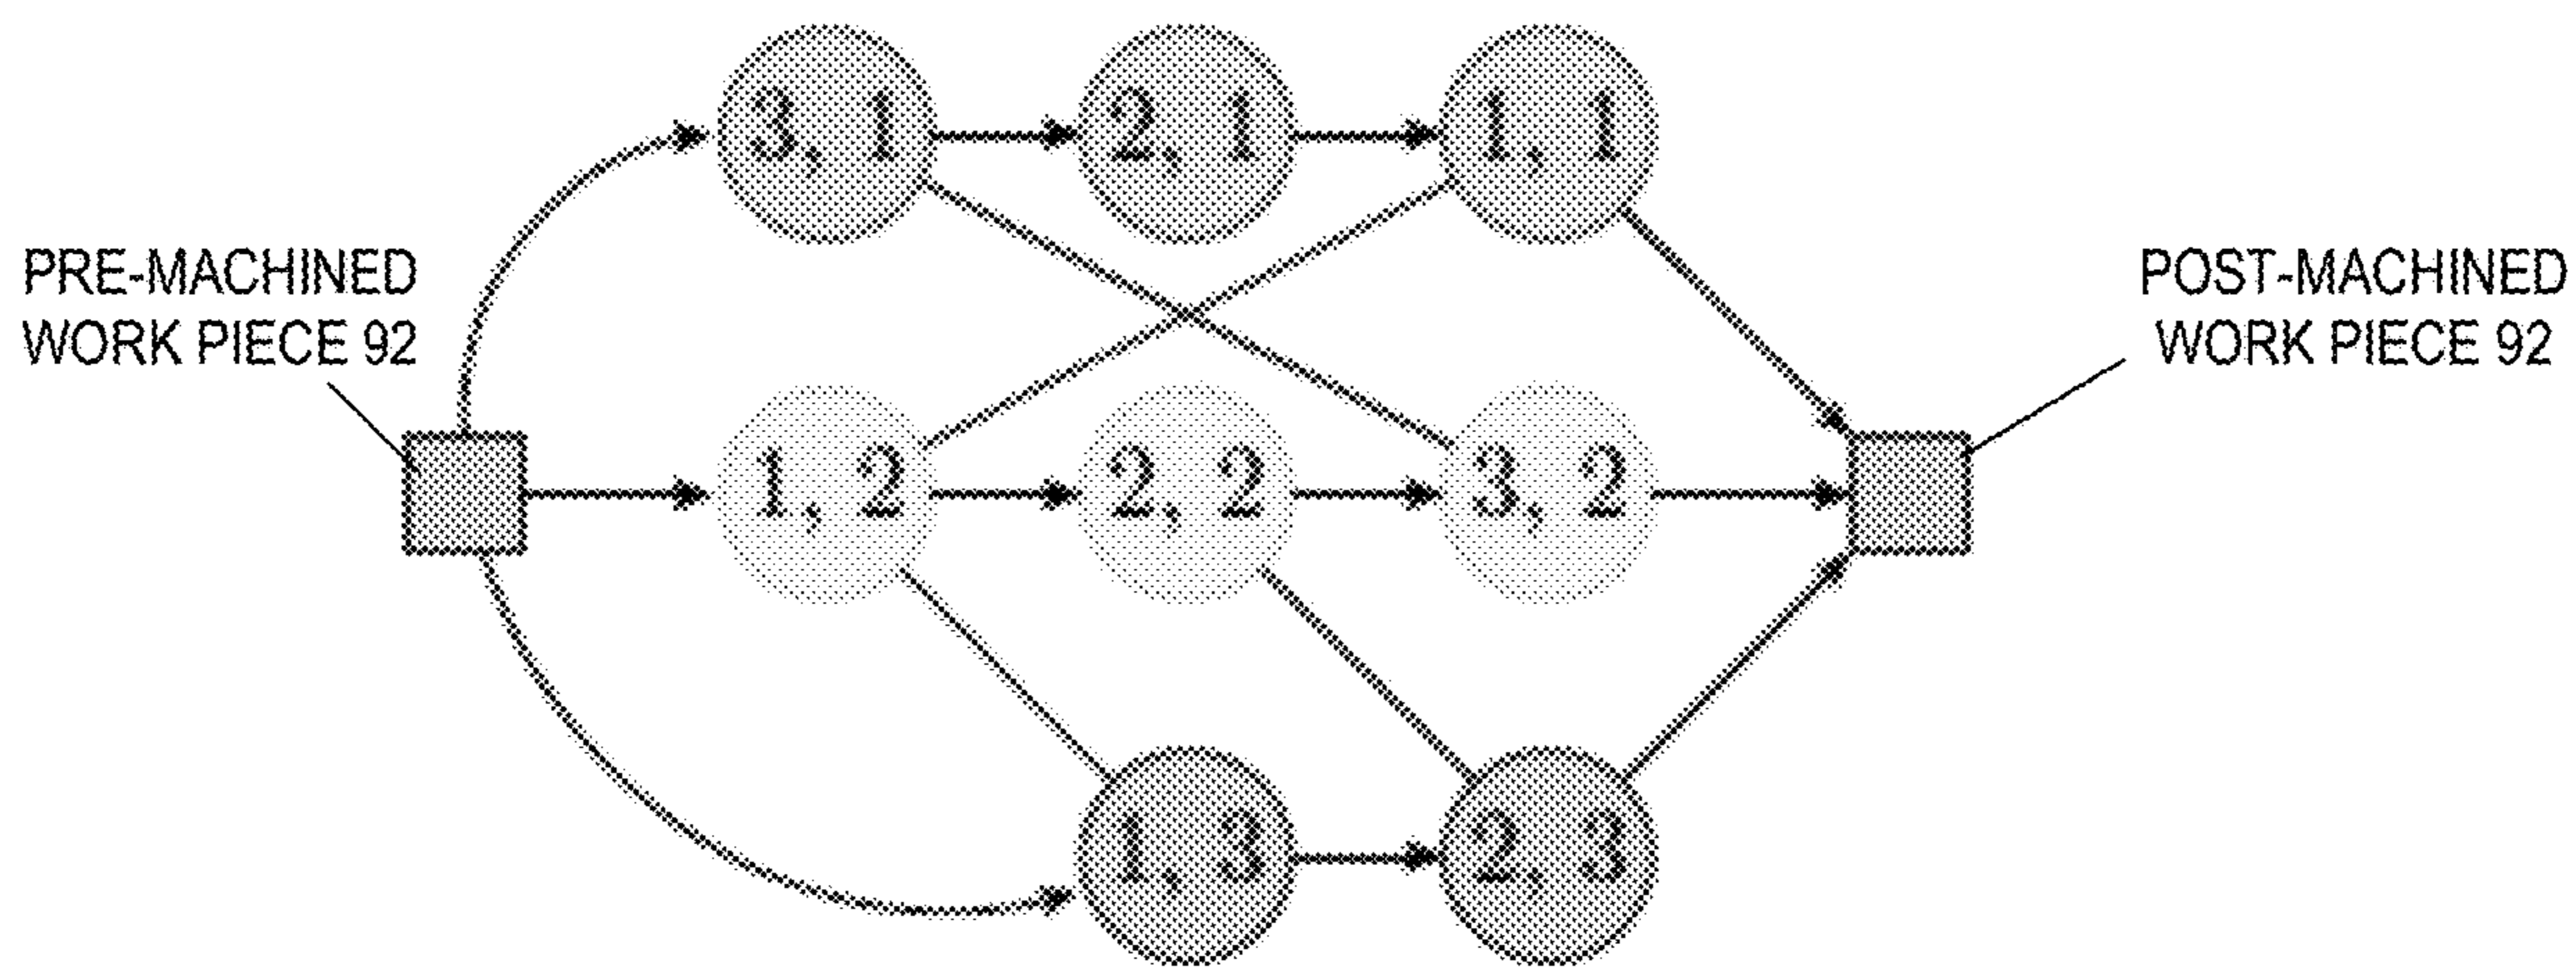 3, 1
2, 1
1, 1
PRE-MACHINED
WORK PIECE 92
POST-MACHINED
WORK PIECE 92
1, 2
2, 2
3, 2
1, 3
2, 3